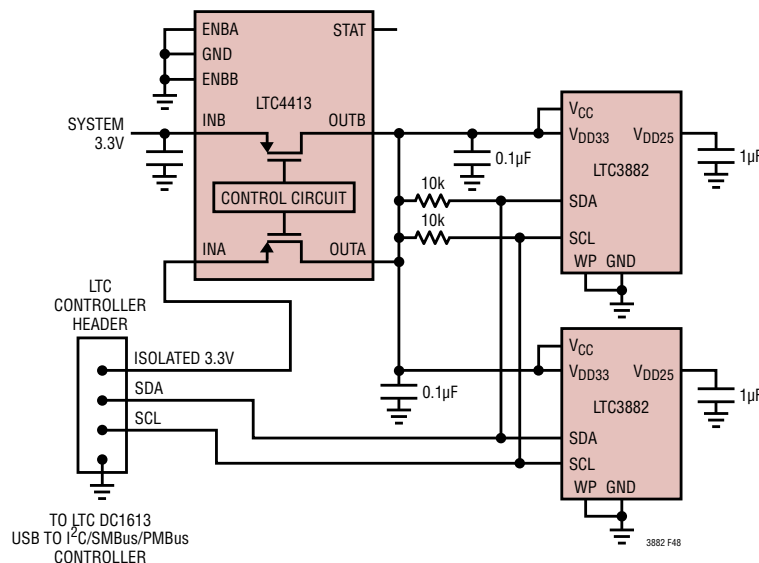 ENBA
GND
ENBB
STAT
LTC4413
SYSTEM
3.3V
INB
OUTB
CONTROL CIRCUIT
INA
OUTA
0.1µF
10k
10k
VCC
VDD33
VDD25
LTC3882
SDA
SCL
WP GND
1µF
LTC
CONTROLLER
HEADER
ISOLATED 3.3V
SDA
SCL
0.1µF
VCC
VDD33
VDD25
LTC3882
SDA
SCL
WP GND
1µF
TO LTC DC1613
USB TO I2C/SMBus/PMBus
CONTROLLER
3882 F48